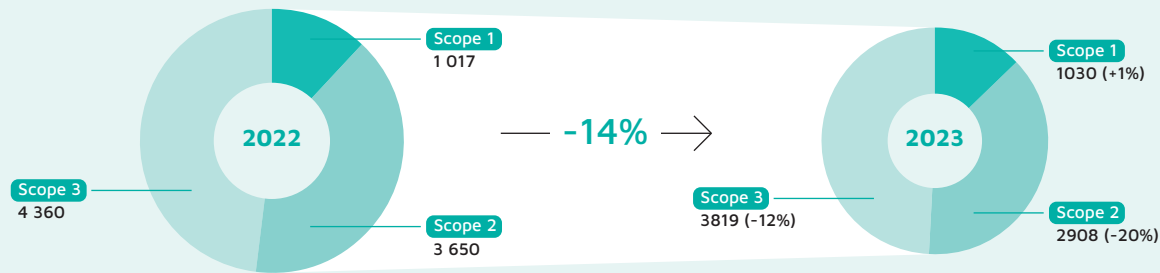 Scope 1
1 017
2022
Scope 3
4 360
Scope 2
3 650
-14%
Scope 1
1030 (+1%)
2023
Scope 3
3819 (-12%)
Scope 2
2908 (-20%)